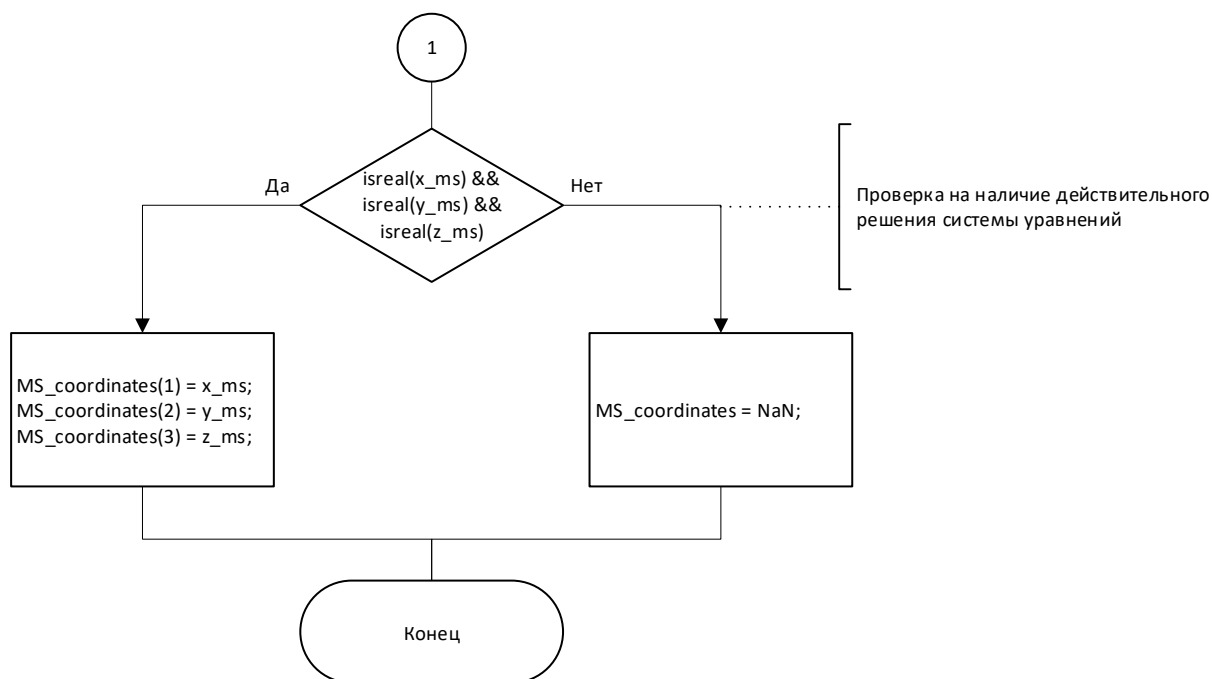 1
Да
isreal(x_ms) &&
isreal(y_ms) &&
isreal(z_ms)
Нет
Проверка на наличие действительного
решения системы уравнений
MS_coordinates(1) = x_ms;
MS_coordinates(2) = y_ms;
MS_coordinates(3) = z_ms;
MS_coordinates = NaN;
Конец